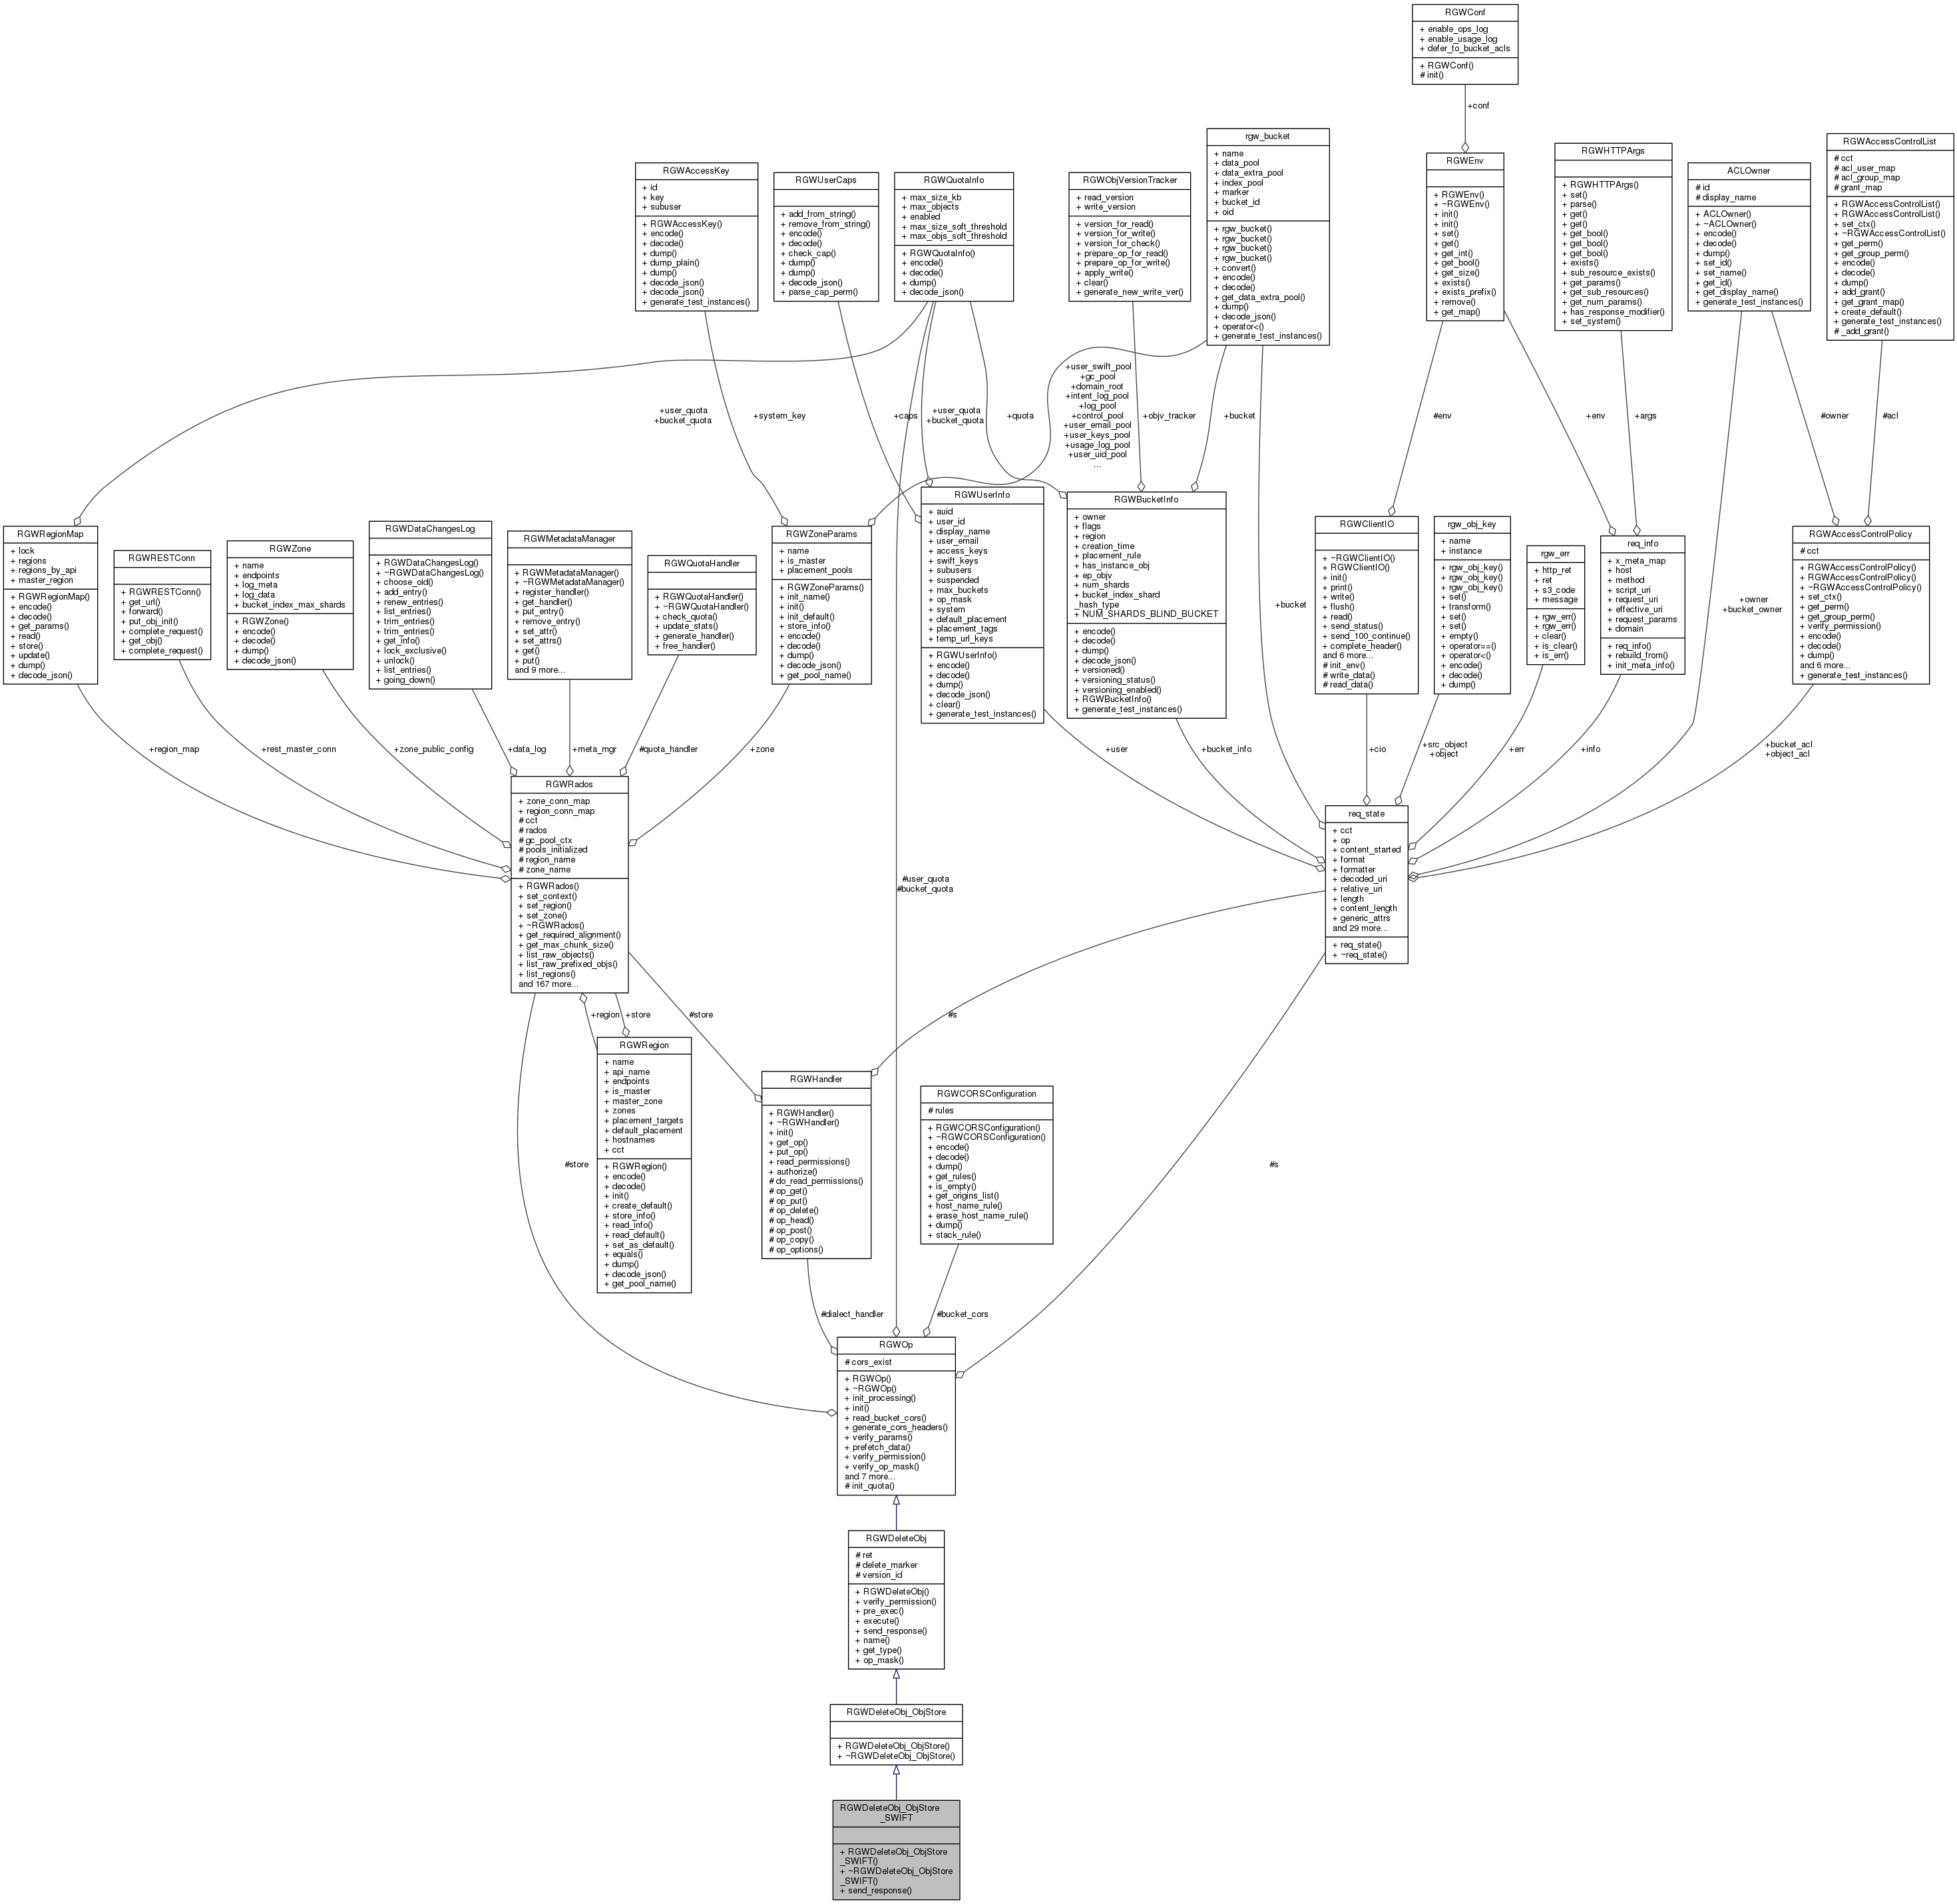 RGWConf
+ enable_ops_log
+ enable_usage_log
+ defer_to_bucket_acls
+ RGWConf()
# init()
+conf
rgw_bucket
+ name
+ data_pool
+ data_extra_pool
+ index_pool
+ marker
+ bucket_id
+ oid
+ rgw_bucket()
+ rgw_bucket()
+ rgw_bucket()
+ rgw_bucket()
+ convert()
+ encode()
+ decode()
+ get_data_extra_pool()
+ dump()
+ decode_json()
+ operator<()
+ generate_test_instances()
RGWAccessControlList
# cct
# acl_user_map
# acl_group_map
# grant_map
+ RGWAccessControlList()
+ RGWAccessControlList()
+ set_ctx()
+ ~RGWAccessControlList()
+ get_perm()
+ get_group_perm()
+ encode()
+ decode()
+ dump()
+ add_grant()
+ get_grant_map()
+ create_default()
+ generate_test_instances()
# _add_grant()
RGWHTTPArgs
+ RGWHTTPArgs()
+ set()
+ parse()
+ get()
+ get()
+ get_bool()
+ get_bool()
+ get_bool()
+ exists()
+ sub_resource_exists()
+ get_params()
+ get_sub_resources()
+ get_num_params()
+ has_response_modifier()
+ set_system()
RGWEnv
+ RGWEnv()
+ ~RGWEnv()
+ init()
+ init()
+ set()
+ get()
+ get_int()
+ get_bool()
+ get_size()
+ exists()
+ exists_prefix()
+ remove()
+ get_map()
RGWAccessKey
+ id
+ key
+ subuser
+ RGWAccessKey()
+ encode()
+ decode()
+ dump()
+ dump_plain()
+ dump()
+ decode_json()
+ decode_json()
+ generate_test_instances()
ACLOwner
# id
# display_name
+ ACLOwner()
+ ~ACLOwner()
+ encode()
+ decode()
+ dump()
+ set_id()
+ set_name()
+ get_id()
+ get_display_name()
+ generate_test_instances()
RGWUserCaps
+ add_from_string()
+ remove_from_string()
+ encode()
+ decode()
+ check_cap()
+ dump()
+ dump()
+ decode_json()
+ parse_cap_perm()
RGWQuotaInfo
+ max_size_kb
+ max_objects
+ enabled
+ max_size_soft_threshold
+ max_objs_soft_threshold
+ RGWQuotaInfo()
+ encode()
+ decode()
+ dump()
+ decode_json()
RGWObjVersionTracker
+ read_version
+ write_version
+ version_for_read()
+ version_for_write()
+ version_for_check()
+ prepare_op_for_read()
+ prepare_op_for_write()
+ apply_write()
+ clear()
+ generate_new_write_ver()
+user_quota
+bucket_quota
+system_key
+caps
+user_quota
+bucket_quota
+quota
+user_swift_pool
+gc_pool
+domain_root
+intent_log_pool
+log_pool
+control_pool
+user_email_pool
+user_keys_pool
+usage_log_pool
+user_uid_pool
...
+objv_tracker
+bucket
#env
+env
+args
#owner
#acl
RGWRegionMap
+ lock
+ regions
+ regions_by_api
+ master_region
+ RGWRegionMap()
+ encode()
+ decode()
+ get_params()
+ read()
+ store()
+ update()
+ dump()
+ decode_json()
RGWRESTConn
+ RGWRESTConn()
+ get_url()
+ forward()
+ put_obj_init()
+ complete_request()
+ get_obj()
+ complete_request()
RGWZone
+ name
+ endpoints
+ log_meta
+ log_data
+ bucket_index_max_shards
+ RGWZone()
+ encode()
+ decode()
+ dump()
+ decode_json()
RGWDataChangesLog
+ RGWDataChangesLog()
+ ~RGWDataChangesLog()
+ choose_oid()
+ add_entry()
+ renew_entries()
+ list_entries()
+ trim_entries()
+ trim_entries()
+ get_info()
+ lock_exclusive()
+ unlock()
+ list_entries()
+ going_down()
RGWMetadataManager
+ RGWMetadataManager()
+ ~RGWMetadataManager()
+ register_handler()
+ get_handler()
+ put_entry()
+ remove_entry()
+ set_attr()
+ set_attrs()
+ get()
+ put()
and 9 more...
RGWQuotaHandler
+ RGWQuotaHandler()
+ ~RGWQuotaHandler()
+ check_quota()
+ update_stats()
+ generate_handler()
+ free_handler()
RGWZoneParams
+ name
+ is_master
+ placement_pools
+ RGWZoneParams()
+ init_name()
+ init()
+ init_default()
+ store_info()
+ encode()
+ decode()
+ dump()
+ decode_json()
+ get_pool_name()
RGWUserInfo
+ auid
+ user_id
+ display_name
+ user_email
+ access_keys
+ swift_keys
+ subusers
+ suspended
+ max_buckets
+ op_mask
+ system
+ default_placement
+ placement_tags
+ temp_url_keys
+ RGWUserInfo()
+ encode()
+ decode()
+ dump()
+ decode_json()
+ clear()
+ generate_test_instances()
RGWBucketInfo
+ owner
+ flags
+ region
+ creation_time
+ placement_rule
+ has_instance_obj
+ ep_objv
+ num_shards
+ bucket_index_shard
_hash_type
+ NUM_SHARDS_BLIND_BUCKET
+ encode()
+ decode()
+ dump()
+ decode_json()
+ versioned()
+ versioning_status()
+ versioning_enabled()
+ RGWBucketInfo()
+ generate_test_instances()
+bucket
RGWClientIO
+ ~RGWClientIO()
+ RGWClientIO()
+ init()
+ print()
+ write()
+ flush()
+ read()
+ send_status()
+ send_100_continue()
+ complete_header()
and 6 more...
# init_env()
# write_data()
# read_data()
rgw_obj_key
+ name
+ instance
+ rgw_obj_key()
+ rgw_obj_key()
+ rgw_obj_key()
+ set()
+ transform()
+ set()
+ set()
+ empty()
+ operator==()
+ operator<()
+ encode()
+ decode()
+ dump()
rgw_err
+ http_ret
+ ret
+ s3_code
+ message
+ rgw_err()
+ rgw_err()
+ clear()
+ is_clear()
+ is_err()
req_info
+ x_meta_map
+ host
+ method
+ script_uri
+ request_uri
+ effective_uri
+ request_params
+ domain
+ req_info()
+ rebuild_from()
+ init_meta_info()
+owner
+bucket_owner
RGWAccessControlPolicy
# cct
+ RGWAccessControlPolicy()
+ RGWAccessControlPolicy()
+ ~RGWAccessControlPolicy()
+ set_ctx()
+ get_perm()
+ get_group_perm()
+ verify_permission()
+ encode()
+ decode()
+ dump()
and 6 more...
+ generate_test_instances()
+region_map
+rest_master_conn
+zone_public_config
+data_log
+meta_mgr
#quota_handler
+zone
+user
+bucket_info
+cio
+src_object
+object
+err
+info
+bucket_acl
+object_acl
RGWRados
+ zone_conn_map
+ region_conn_map
# cct
# rados
# gc_pool_ctx
# pools_initialized
# region_name
# zone_name
+ RGWRados()
+ set_context()
+ set_region()
+ set_zone()
+ ~RGWRados()
+ get_required_alignment()
+ get_max_chunk_size()
+ list_raw_objects()
+ list_raw_prefixed_objs()
+ list_regions()
and 167 more...
#user_quota
#bucket_quota
req_state
+ cct
+ op
+ content_started
+ format
+ formatter
+ decoded_uri
+ relative_uri
+ length
+ content_length
+ generic_attrs
and 29 more...
+ req_state()
+ ~req_state()
+region
+store
#store
#s
RGWRegion
+ name
+ api_name
+ endpoints
+ is_master
+ master_zone
+ zones
+ placement_targets
+ default_placement
+ hostnames
+ cct
+ RGWRegion()
+ encode()
+ decode()
+ init()
+ create_default()
+ store_info()
+ read_info()
+ read_default()
+ set_as_default()
+ equals()
+ dump()
+ decode_json()
+ get_pool_name()
RGWHandler
+ RGWHandler()
+ ~RGWHandler()
+ init()
+ get_op()
+ put_op()
+ read_permissions()
+ authorize()
# do_read_permissions()
# op_get()
# op_put()
# op_delete()
# op_head()
# op_post()
# op_copy()
# op_options()
RGWCORSConfiguration
# rules
+ RGWCORSConfiguration()
+ ~RGWCORSConfiguration()
+ encode()
+ decode()
+ dump()
+ get_rules()
+ is_empty()
+ get_origins_list()
+ host_name_rule()
+ erase_host_name_rule()
+ dump()
+ stack_rule()
#store
#s
#dialect_handler
#bucket_cors
RGWOp
# cors_exist
+ RGWOp()
+ ~RGWOp()
+ init_processing()
+ init()
+ read_bucket_cors()
+ generate_cors_headers()
+ verify_params()
+ prefetch_data()
+ verify_permission()
+ verify_op_mask()
and 7 more...
# init_quota()
RGWDeleteObj
# ret
# delete_marker
# version_id
+ RGWDeleteObj()
+ verify_permission()
+ pre_exec()
+ execute()
+ send_response()
+ name()
+ get_type()
+ op_mask()
RGWDeleteObj_ObjStore
+ RGWDeleteObj_ObjStore()
+ ~RGWDeleteObj_ObjStore()
RGWDeleteObj_ObjStore
_SWIFT
+ RGWDeleteObj_ObjStore
_SWIFT()
+ ~RGWDeleteObj_ObjStore
_SWIFT()
+ send_response()